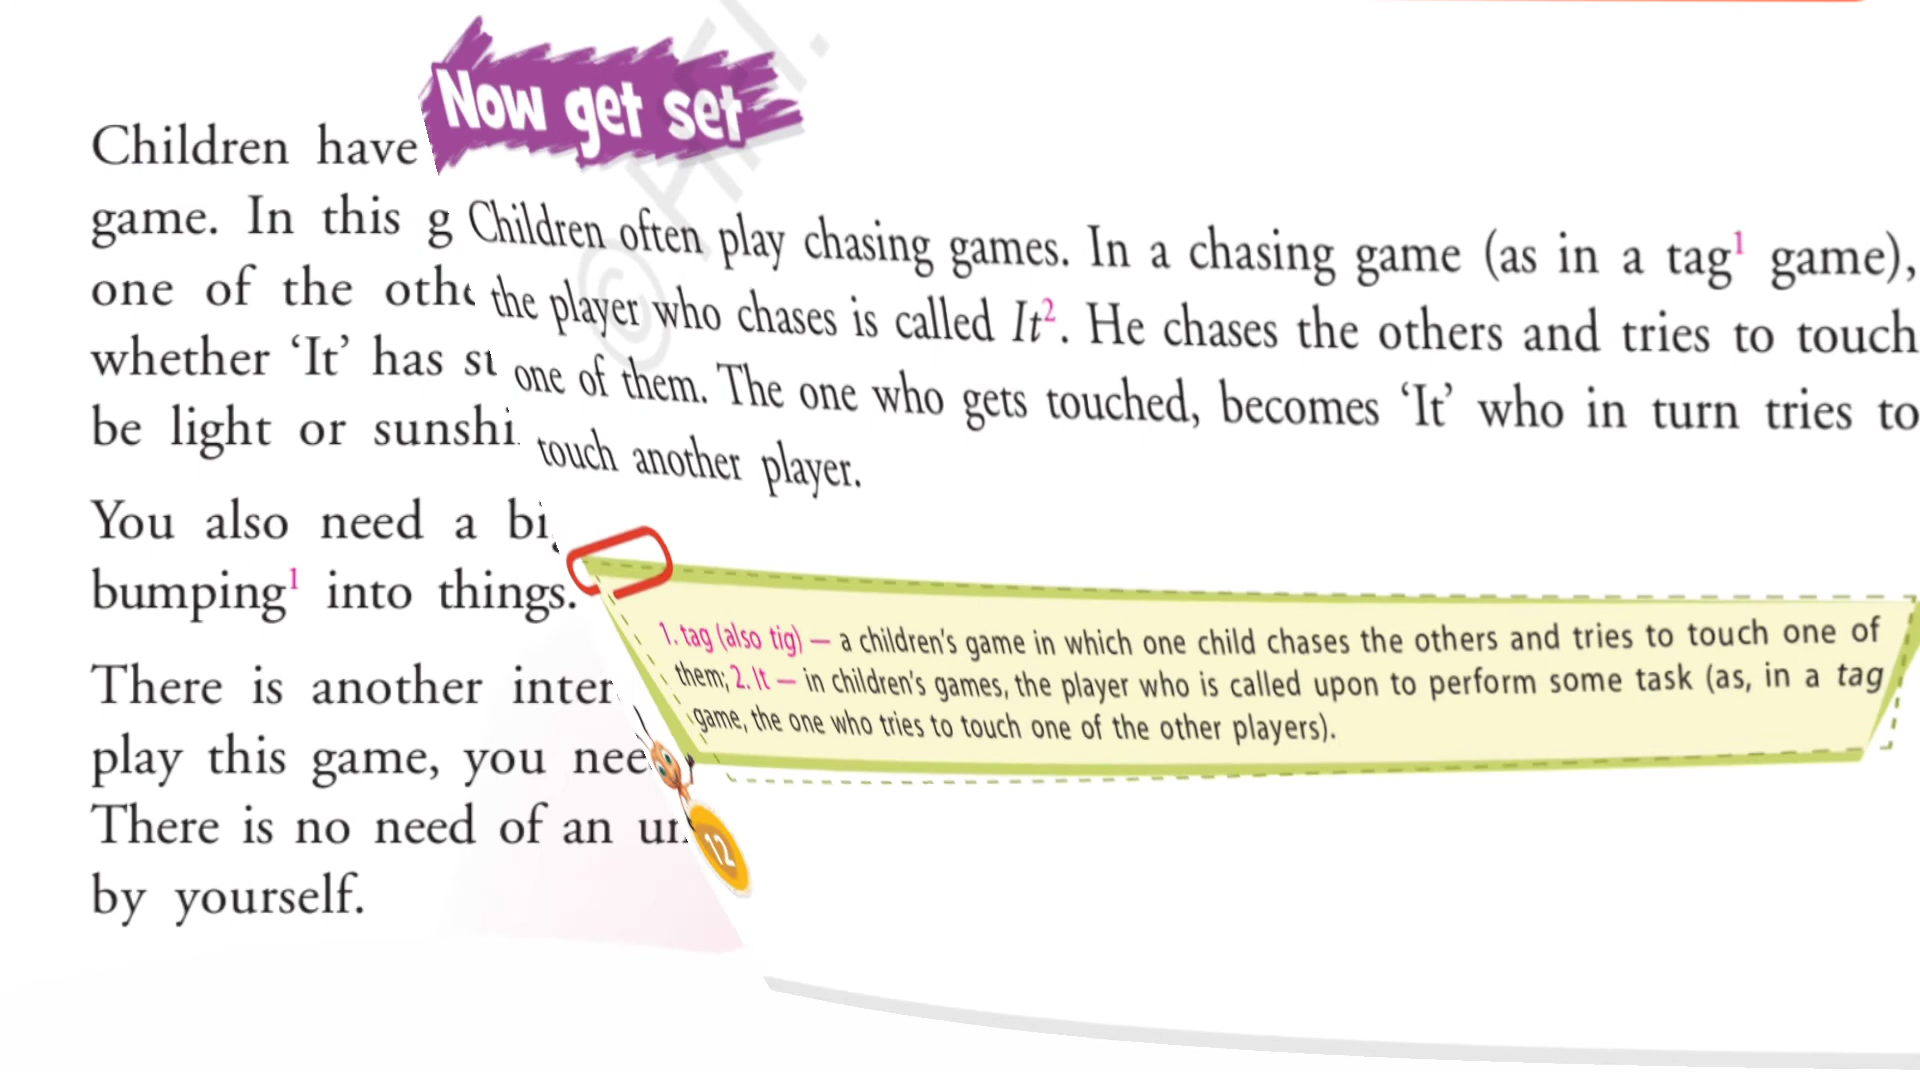 Now get set
Children often play chasing games. In a chasing game (as in a tag¹ game),
the player who chases is called It². He chases the others and tries to touch
one of them. The one who gets touched, becomes ‘It’ who in turn tries to
touch another player.
1. tag (also tig) — a children's game in which one child chases the others and tries to touch one of
them; 2. It — in children's games, the player who is called upon to perform some task (as, in a tag
game, the one who tries to touch one of the other players).
12
Children have
game. In this
one of the
whether ‘It’ has
be light or
You also need a
bumping¹ into things.
There is another
play this game, you
There is no need of an
by yourself.